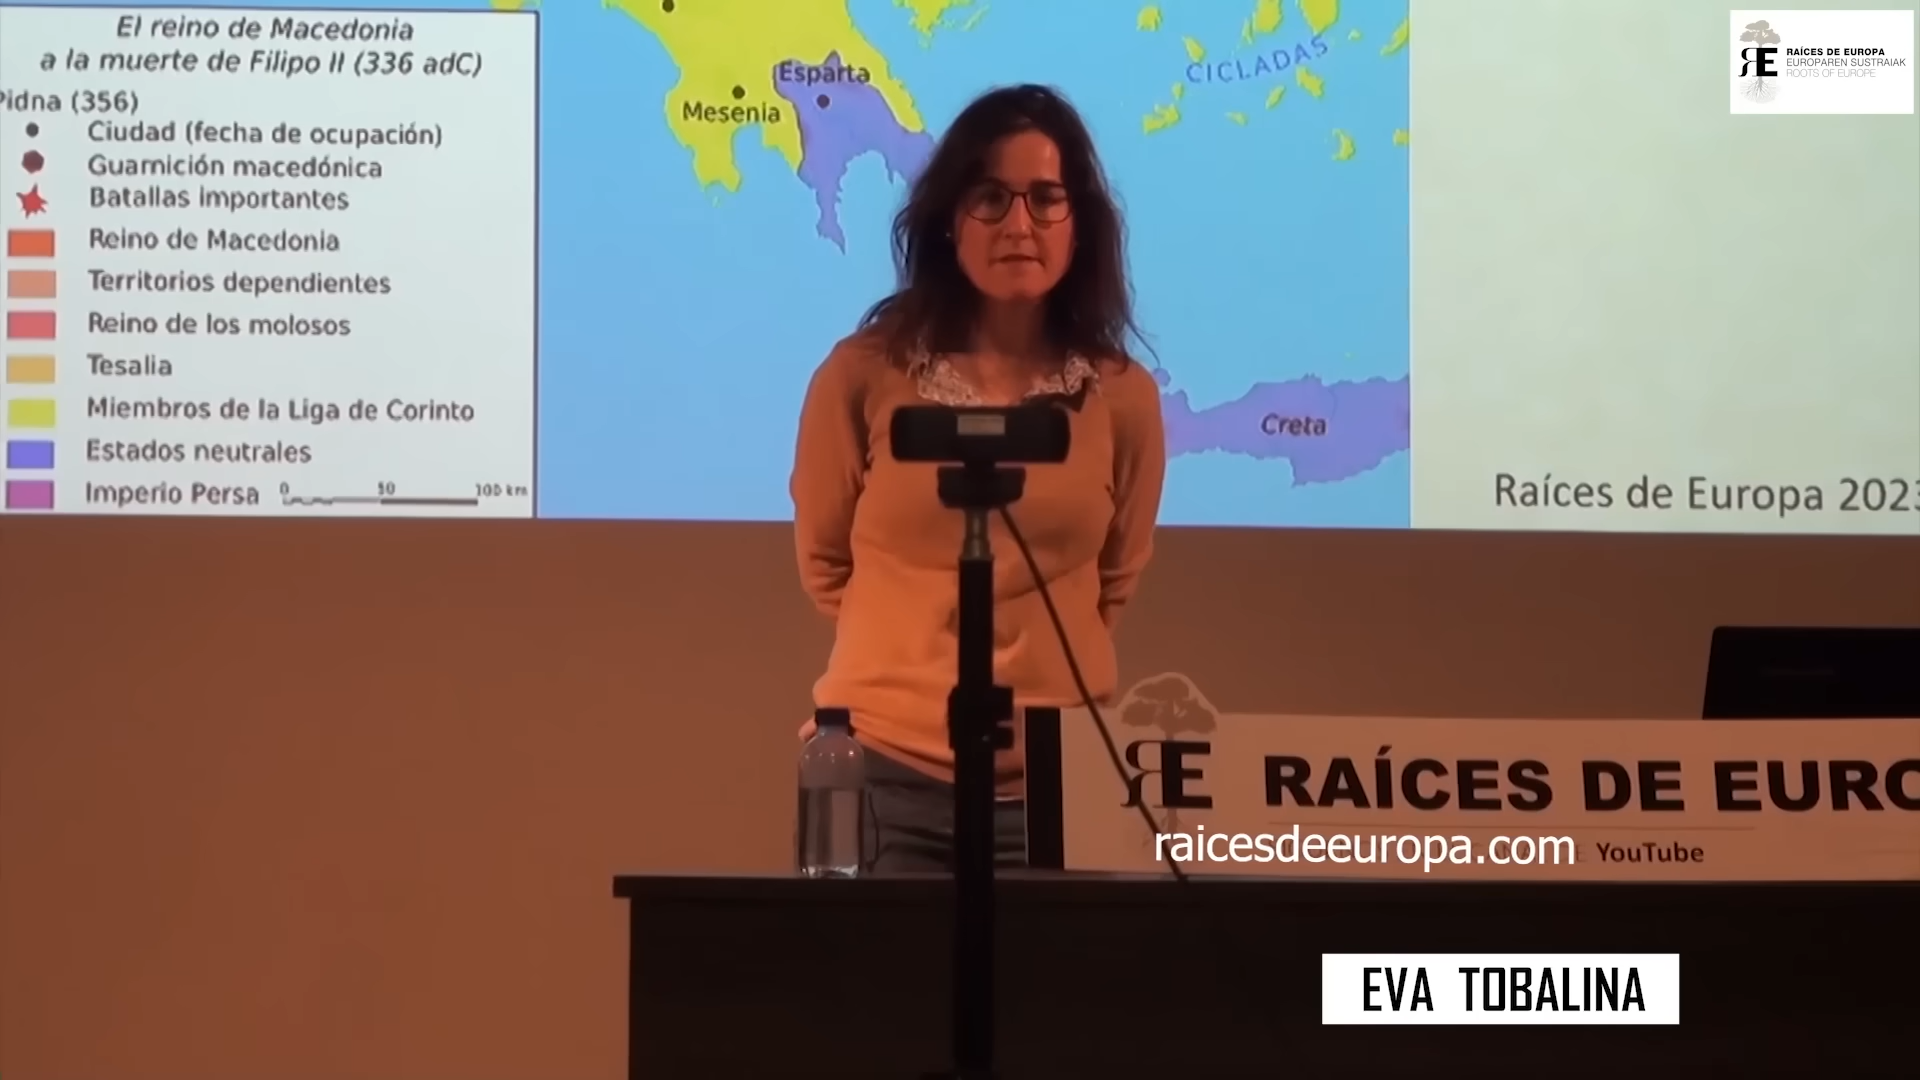 El reino de Macedonia
a la muerte de Filipo II (336 adC)
Pidna (356)
Ciudad (fecha de ocupación)
Guarnición macedónica
Batallas importantes
Reino de Macedonia
Territorios dependientes
Reino de los molosos
Tesalia
Miembros de la Liga de Corinto
Estados neutrales
Imperio Persa
0 50 100 km
Esparta
Mesenia
CICLADAS
Creta
RAÍCES DE EUROPA
EUROPAREN SUSTRAIAK
ROOTS OF EUROPE
Raíces de Europa 2023
RE RAÍCES DE EURO
raicesdeeuropa.com
YouTube
EVA TOBALINA